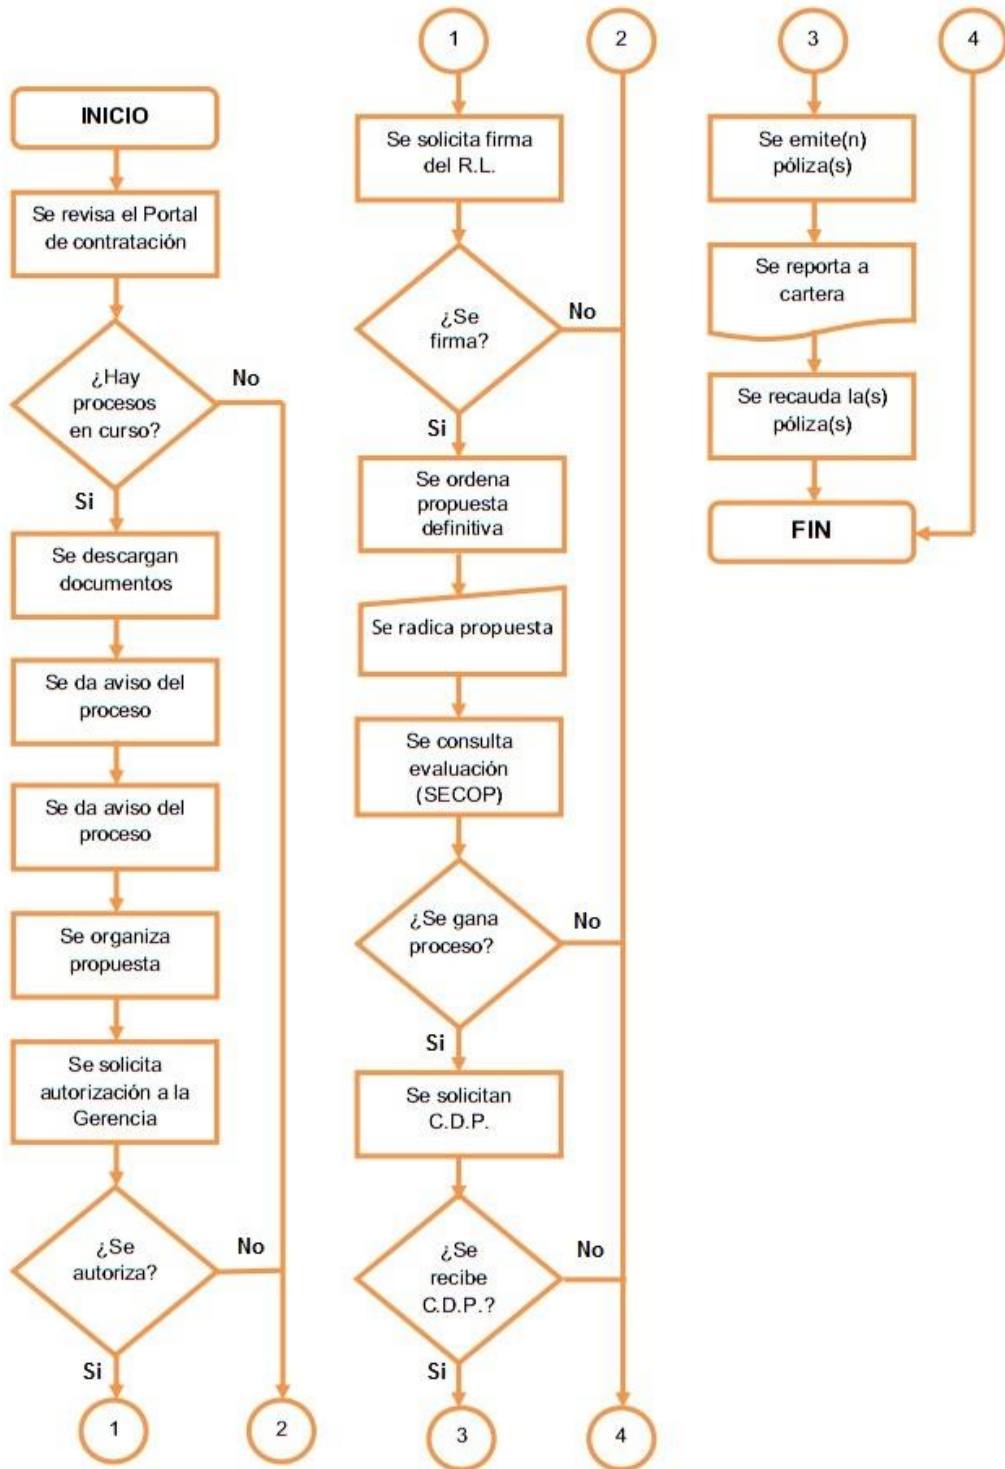 INICIO
Se revisa el Portal
de contratación
¿Hay
procesos
en curso?
No
Si
Se descargan
documentos
Se da aviso del
proceso
Se da aviso del
proceso
Se organiza
propuesta
Se solicita
autorización a la
Gerencia
¿Se
autoriza?
No
Si
1
2
1
2
Se solicita firma
del R.L.
¿Se
firma?
No
Si
Se ordena
propuesta
definitiva
Se radica propuesta
Se consulta
evaluación
(SECOP)
¿Se gana
proceso?
No
Si
Se solicitan
C.D.P.
¿Se
recibe
C.D.P.?
No
Si
3
4
3
4
Se emite(n)
póliza(s)
Se reporta a
cartera
Se recauda la(s)
póliza(s)
FIN